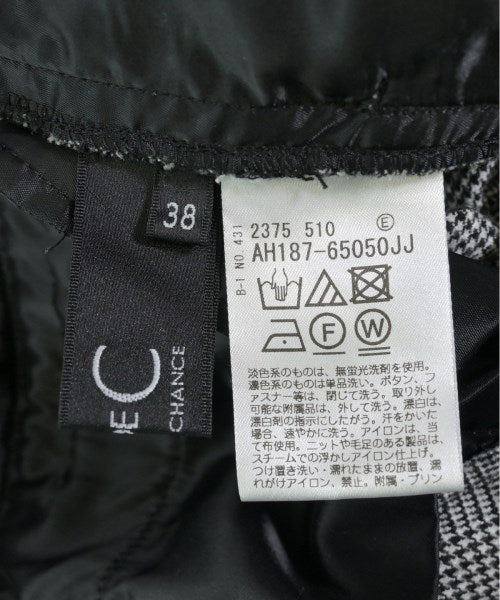 38
DE C
CHANCE
B-1 NO. 431
2375 510 Ⓔ
AH187-65050JJ
F W
淡色系のものは、無蛍光洗剤を使用。
濃色系のものは単品洗い。ボタン、フ
ァスナー等は、閉じて洗う。取り外し
可能な附属品は、外して洗う。漂白は、
漂白剤の指示にしたがう。汗をかいた
場合、速やかに洗う。アイロンは、当
て布使用。ニットや毛足のある製品は、
スチームでの浮かしアイロン仕上げ。
つけ置き洗い・濡れたままの放置、濡
れがけアイロン、禁止。附属・プリン